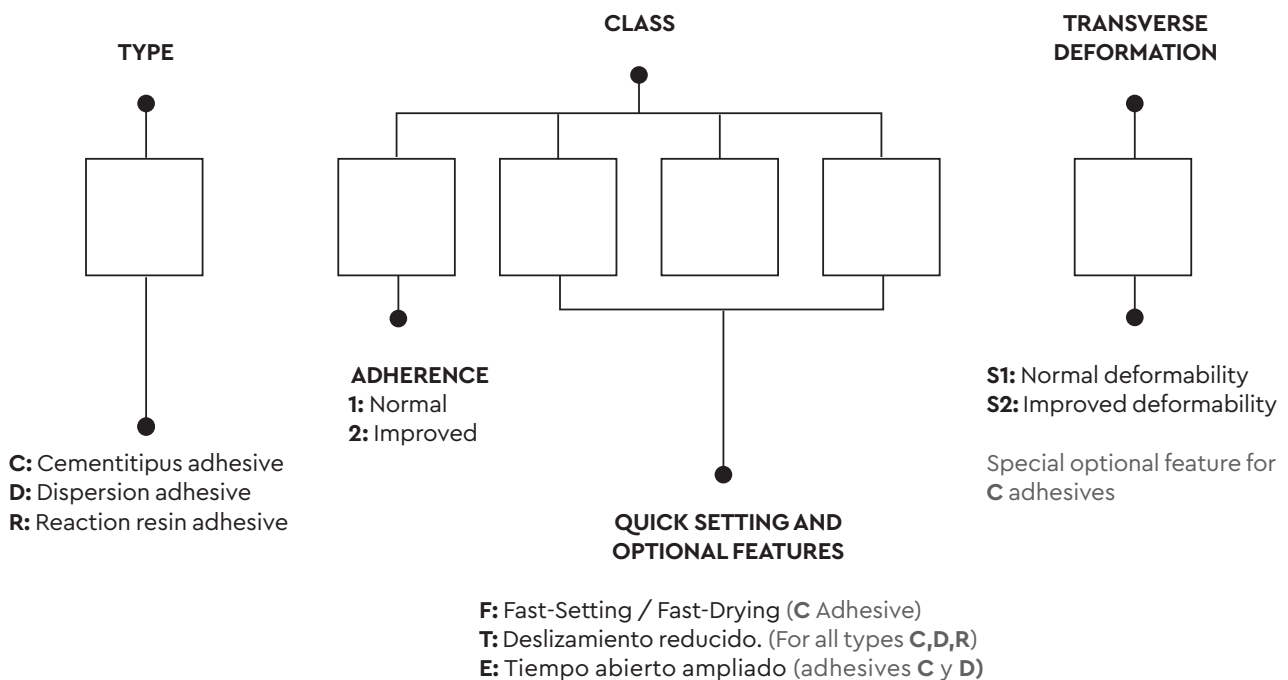 TYPE
C: Cementitipus adhesive
D: Dispersion adhesive
R: Reaction resin adhesive
CLASS
ADHERENCE
1: Normal
2: Improved
QUICK SETTING AND
OPTIONAL FEATURES
F: Fast-Setting / Fast-Drying (C Adhesive)
T: Deslizamiento reducido. (For all types C,D,R)
E: Tiempo abierto ampliado (adhesives C y D)
TRANSVERSE
DEFORMATION
S1: Normal deformability
S2: Improved deformability
Special optional feature for
C adhesives